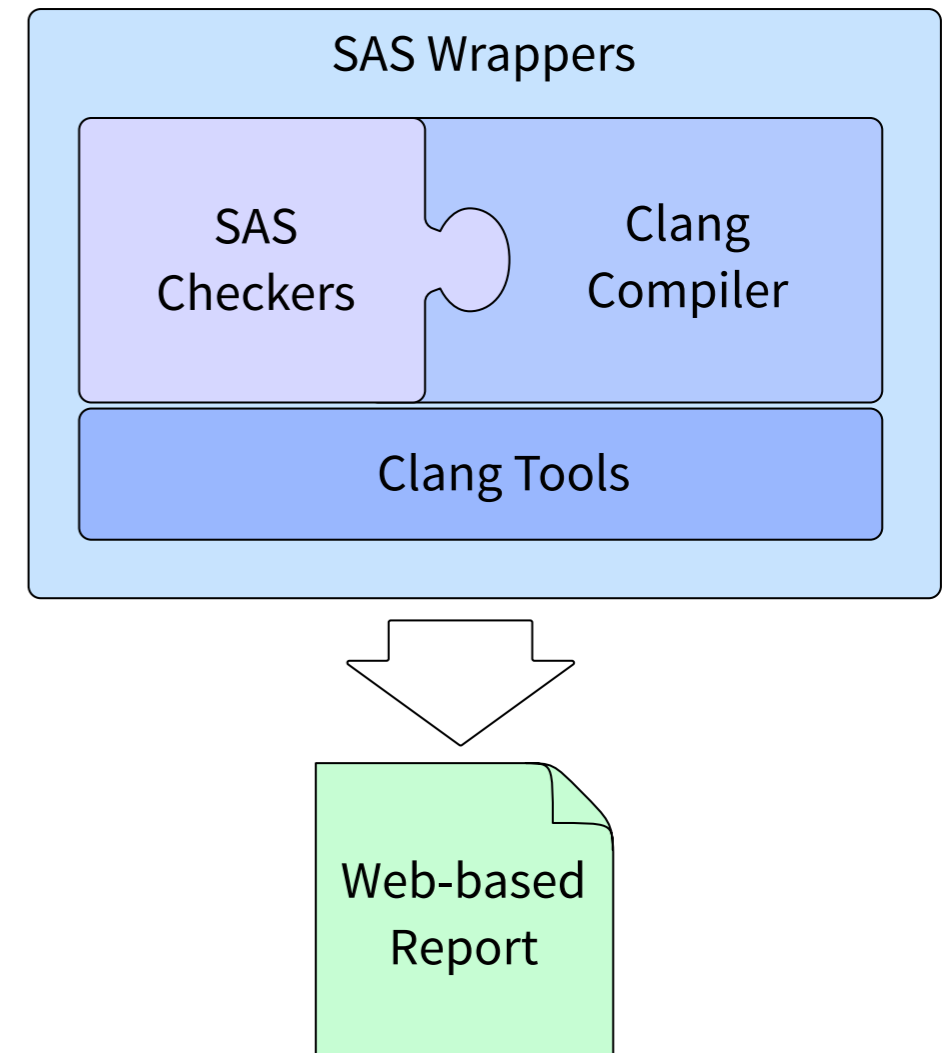 SAS Wrappers
SAS
Checkers
Clang
Compiler
Clang Tools
Web-based
Report